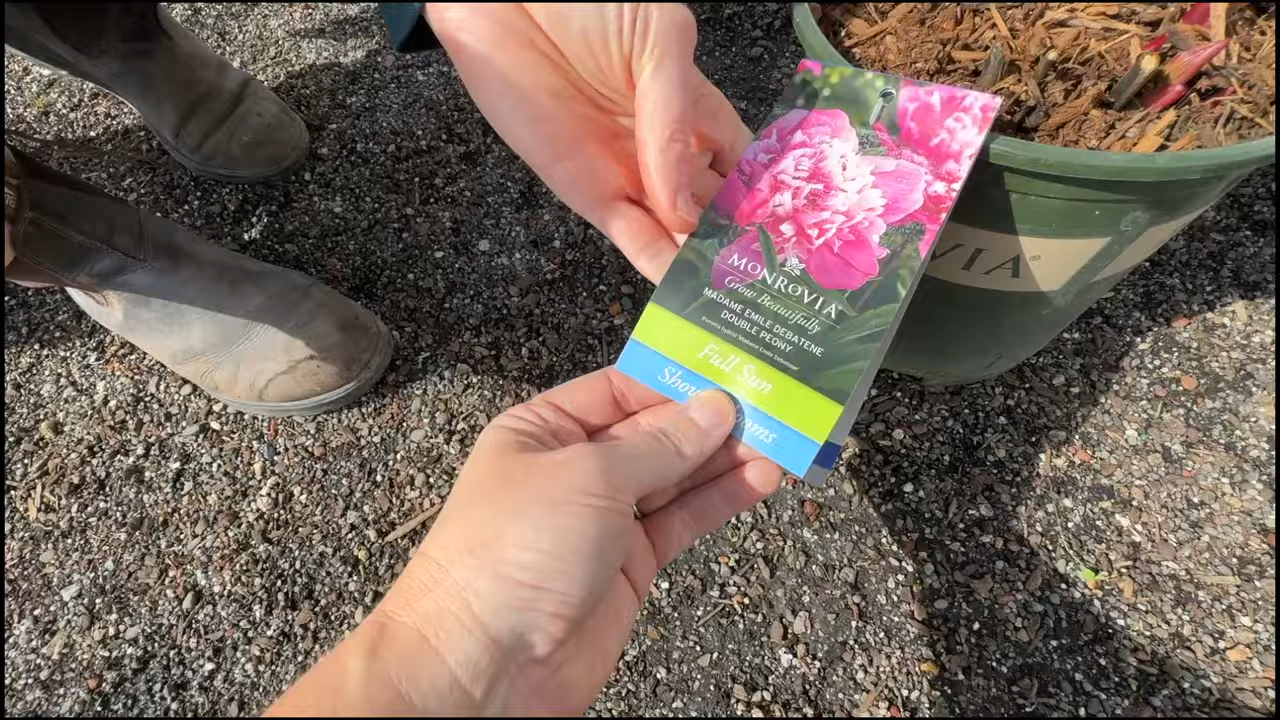 MONROVIA
Grow Beautifully
MADAME EMILE DEBATENE
DOUBLE PEONY
Full Sun
VIA®